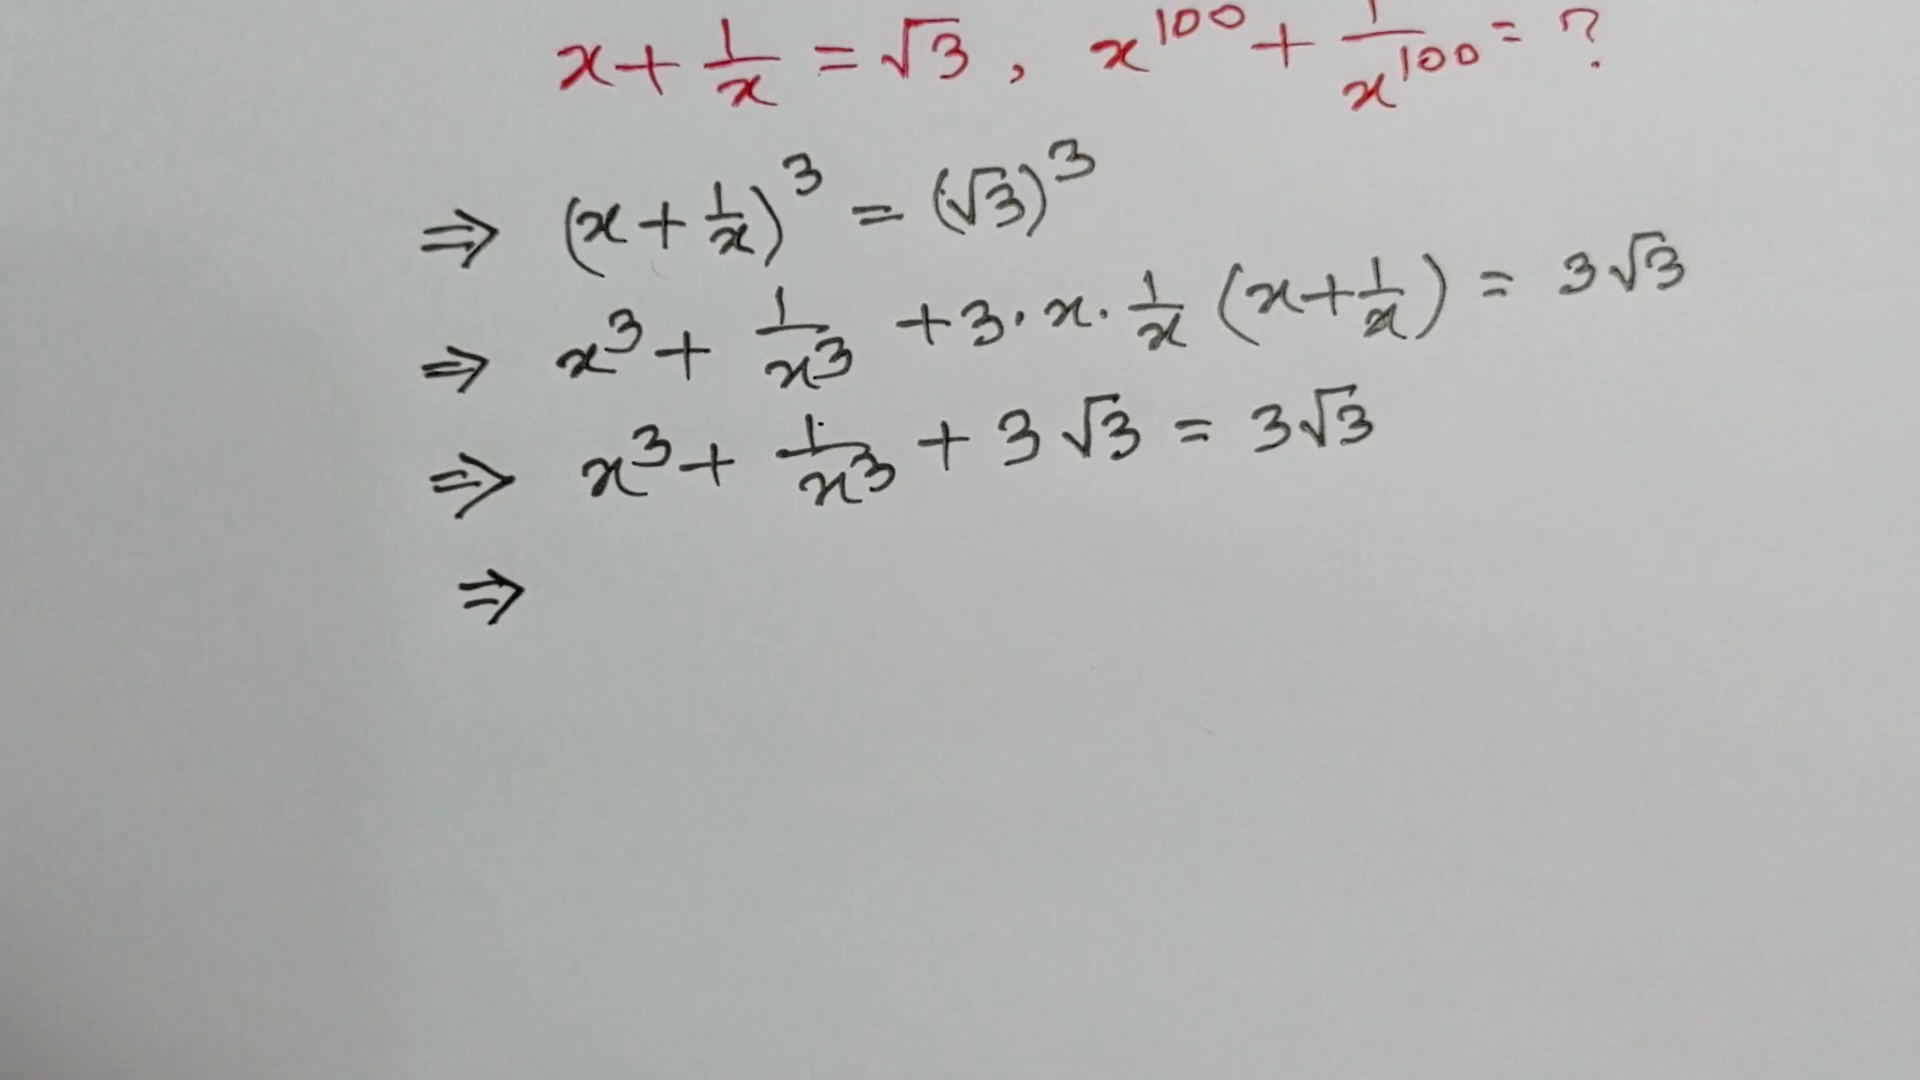 x + 1/x = √3 , x^100 + 1/x^100 = ?
⇒ (x + 1/x)^3 = (√3)^3
⇒ x^3 + 1/x^3 + 3·x·1/x (x + 1/x) = 3√3
⇒ x^3 + 1/x^3 + 3√3 = 3√3
⇒